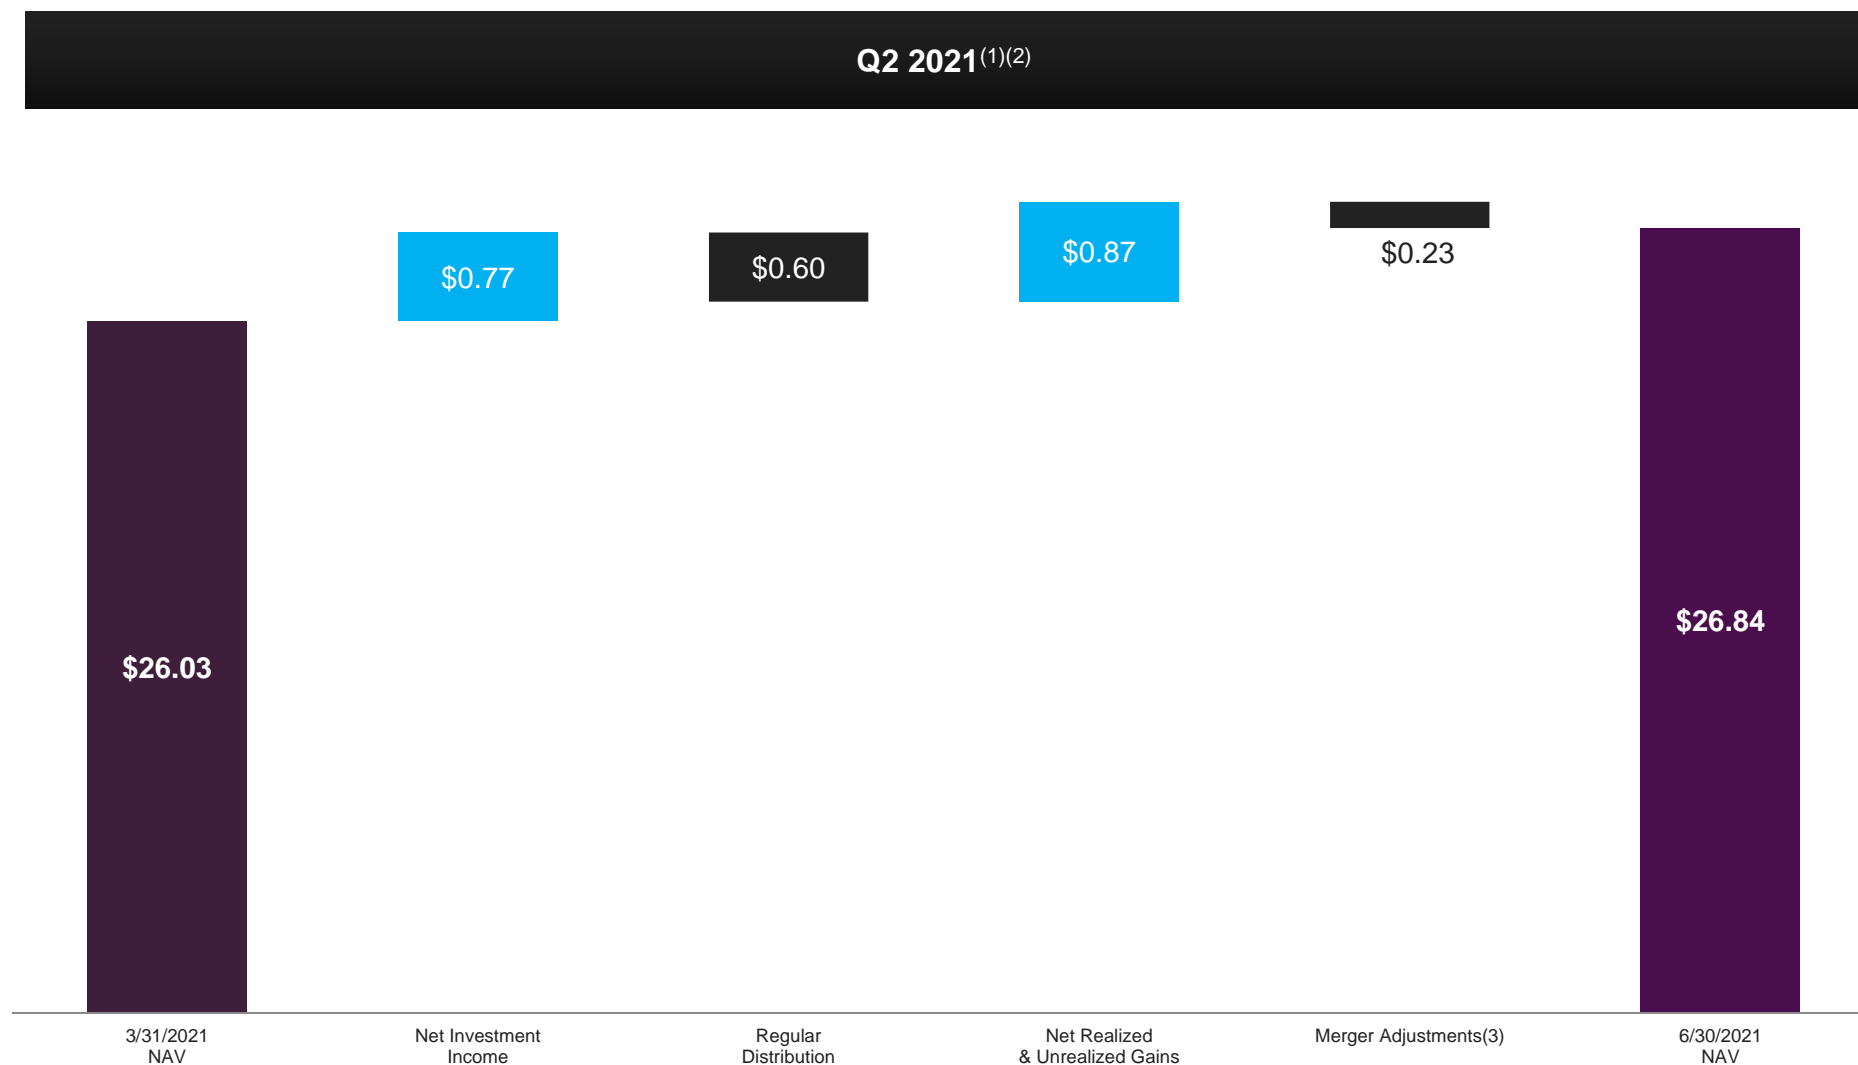 Q2 2021(1)(2)
$0.77
$0.60
$0.87
$0.23
$26.03
$26.84
3/31/2021
NAV
Net Investment
Income
Regular
Distribution
Net Realized
& Unrealized Gains
Merger Adjustments(3)
6/30/2021
NAV